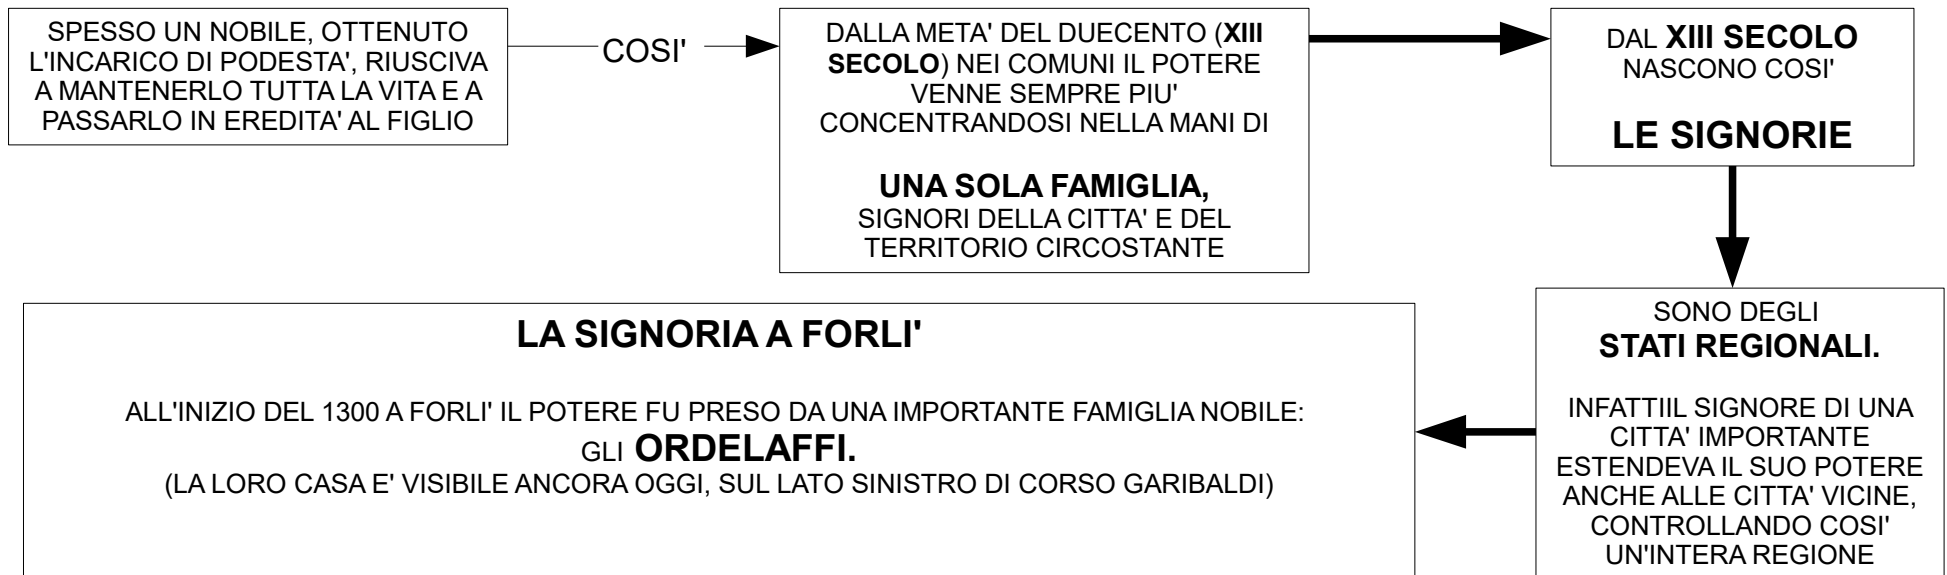 SPESSO UN NOBILE, OTTENUTO
L'INCARICO DI PODESTA', RIUSCIVA
A MANTENERLO TUTTA LA VITA E A
PASSARLO IN EREDITA' AL FIGLIO
COSI'
DALLA META' DEL DUECENTO (XIII
SECOLO) NEI COMUNI IL POTERE
VENNE SEMPRE PIU'
CONCENTRANDOSI NELLA MANI DI
UNA SOLA FAMIGLIA,
SIGNORI DELLA CITTA' E DEL
TERRITORIO CIRCOSTANTE
DAL XIII SECOLO
NASCONO COSI'
LE SIGNORIE
SONO DEGLI
STATI REGIONALI.
INFATTIIL SIGNORE DI UNA
CITTA' IMPORTANTE
ESTENDEVA IL SUO POTERE
ANCHE ALLE CITTA' VICINE,
CONTROLLANDO COSI'
UN'INTERA REGIONE
LA SIGNORIA A FORLI'
ALL'INIZIO DEL 1300 A FORLI' IL POTERE FU PRESO DA UNA IMPORTANTE FAMIGLIA NOBILE:
GLI ORDELAFFI.
(LA LORO CASA E' VISIBILE ANCORA OGGI, SUL LATO SINISTRO DI CORSO GARIBALDI)